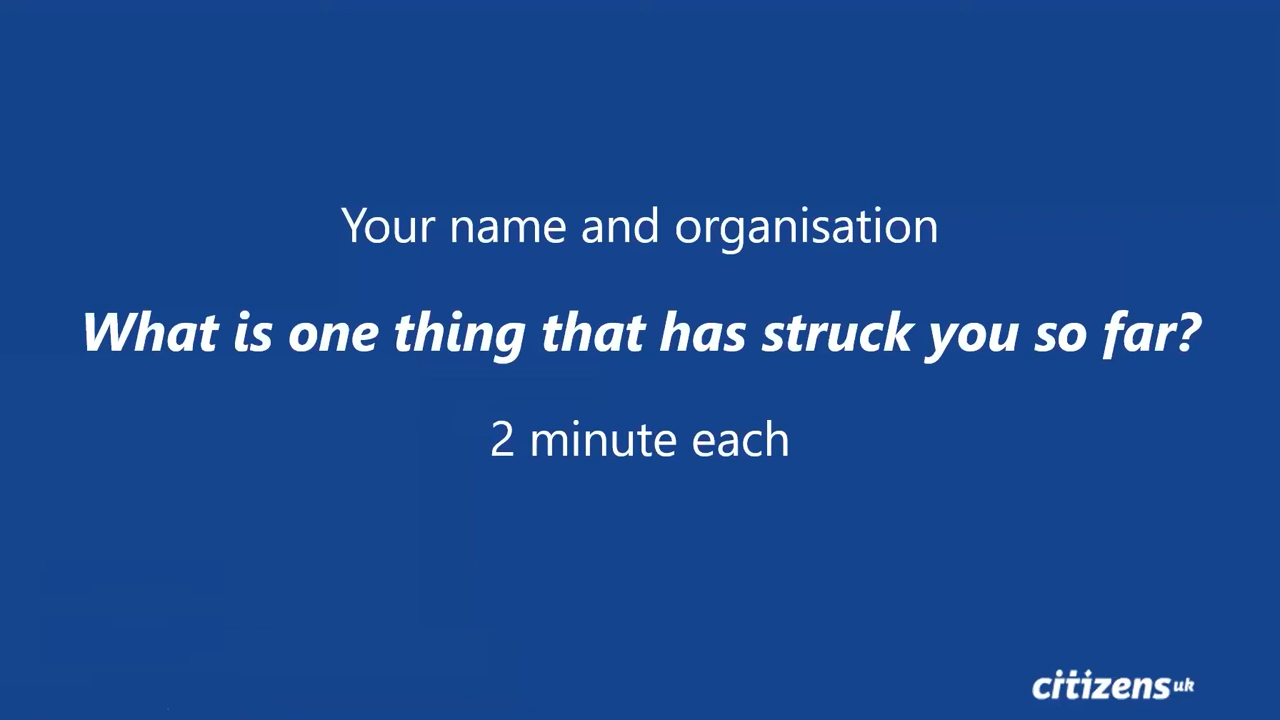 Your name and organisation
What is one thing that has struck you so far?
2 minute each
citizens uk